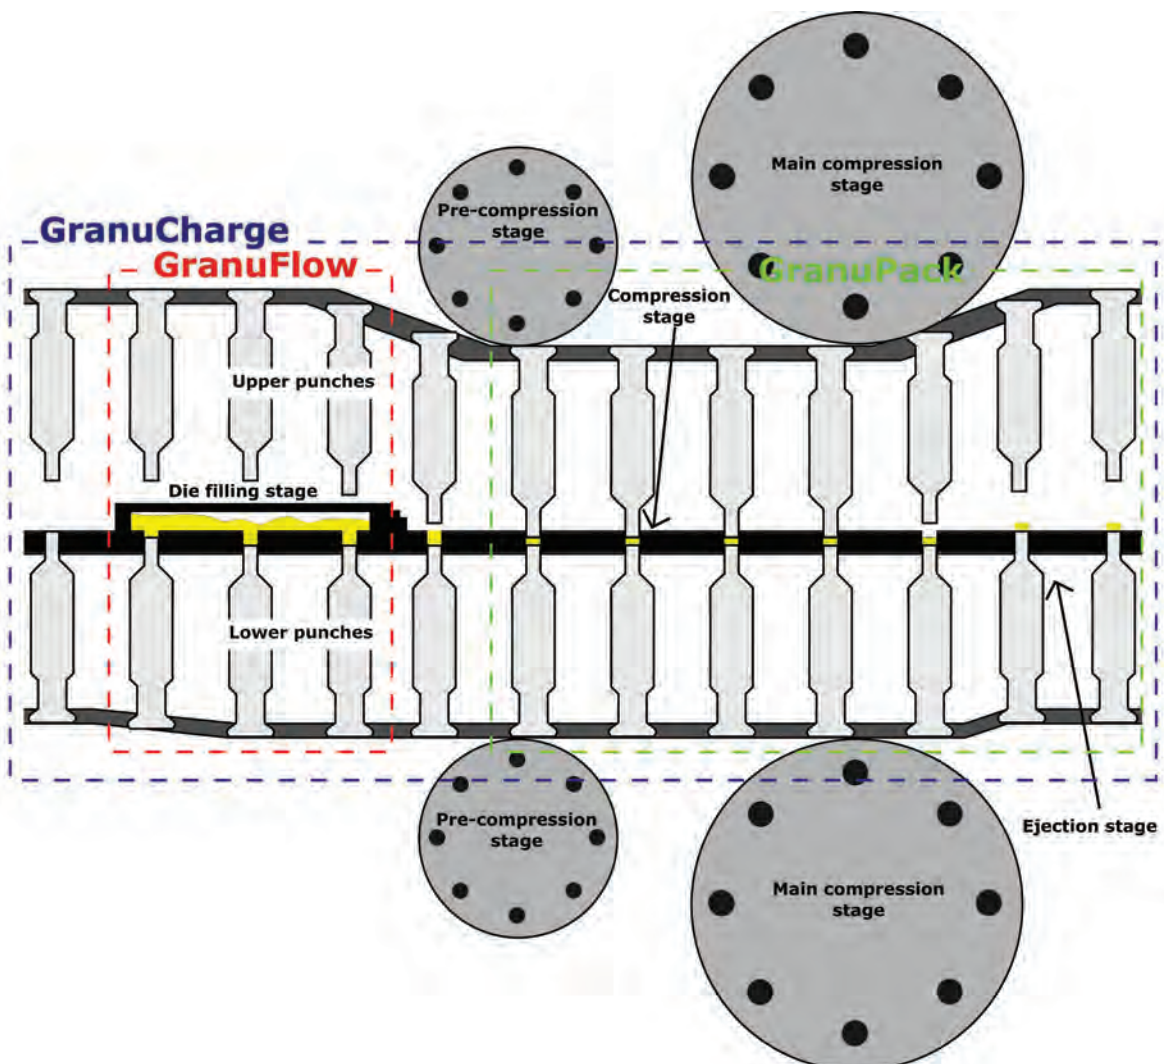 Main compression
stage
Pre-compression
stage
GranuCharge
GranuFlow
GranuPack
Compression
stage
Upper punches
Die filling stage
Lower punches
Pre-compression
stage
Ejection stage
Main compression
stage